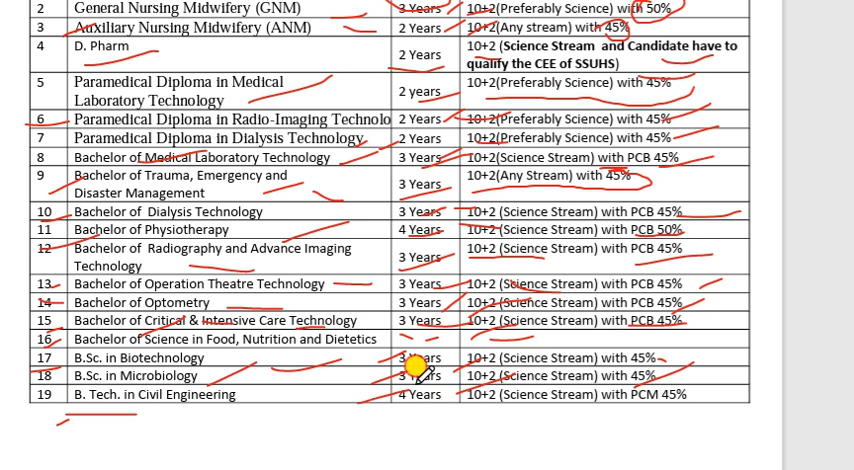 2 General Nursing Midwifery (GNM) 3 Years 10+2(Preferably Science) with 50%
3 Auxiliary Nursing Midwifery (ANM) 2 Years 10+2(Any stream) with 45%
4 D. Pharm 2 Years 10+2 (Science Stream and Candidate have to
qualify the CEE of SSUHS)
5 Paramedical Diploma in Medical
Laboratory Technology 2 years 10+2(Preferably Science) with 45%
6 Paramedical Diploma in Radio-Imaging Technolo 2 Years 10+2(Preferably Science) with 45%
7 Paramedical Diploma in Dialysis Technology 2 Years 10+2(Preferably Science) with 45%
8 Bachelor of Medical Laboratory Technology 3 Years 10+2(Science Stream) with PCB 45%
9 Bachelor of Trauma, Emergency and
Disaster Management 3 Years 10+2(Any Stream) with 45%
10 Bachelor of Dialysis Technology 3 Years 10+2 (Science Stream) with PCB 45%
11 Bachelor of Physiotherapy 4 Years 10+2 (Science Stream) with PCB 50%
12 Bachelor of Radiography and Advance Imaging
Technology 3 Years 10+2 (Science Stream) with PCB 45%
13 Bachelor of Operation Theatre Technology 3 Years 10+2 (Science Stream) with PCB 45%
14 Bachelor of Optometry 3 Years 10+2 (Science Stream) with PCB 45%
15 Bachelor of Critical & Intensive Care Technology 3 Years 10+2 (Science Stream) with PCB 45%
16 Bachelor of Science in Food, Nutrition and Dietetics
17 B.Sc. in Biotechnology 3 Years 10+2 (Science Stream) with 45%
18 B.Sc. in Microbiology 3 Years 10+2 (Science Stream) with 45%
19 B. Tech. in Civil Engineering 4 Years 10+2 (Science Stream) with PCM 45%